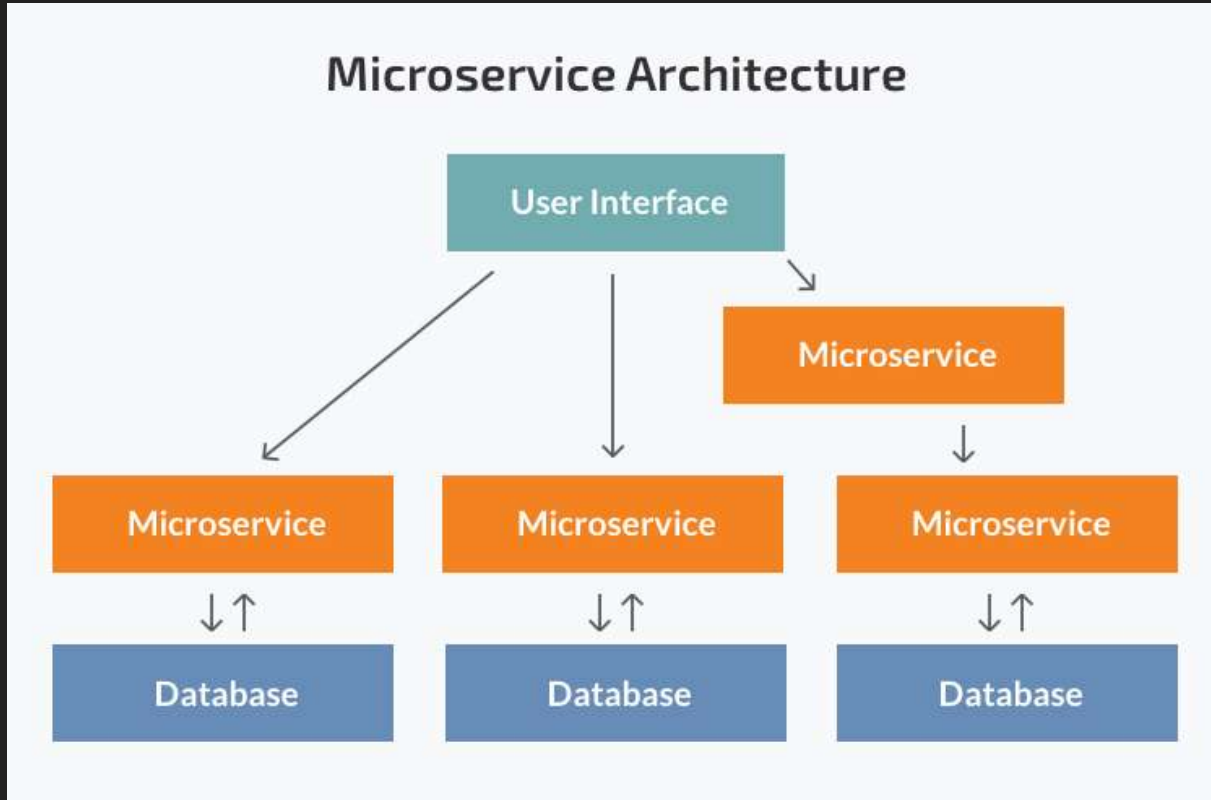 Microservice Architecture
User Interface
Microservice
Microservice
Microservice
Microservice
Database
Database
Database